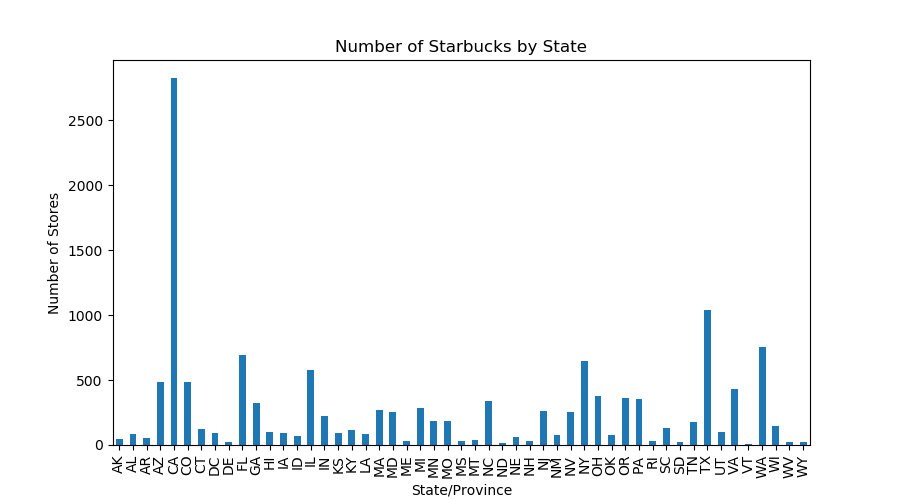 Number of Starbucks by State
Number of Stores
2500
2000
1500
1000
500
0
AK AL AR AZ CA CO CT DC DE FL GA HI IA ID IL IN KS KY LA MA MD ME MI MN MO MS MT NC ND NE NH NJ NM NV NY OH OK OR PA RI SC SD TN TX UT VA VT WA WI WV WY
State/Province